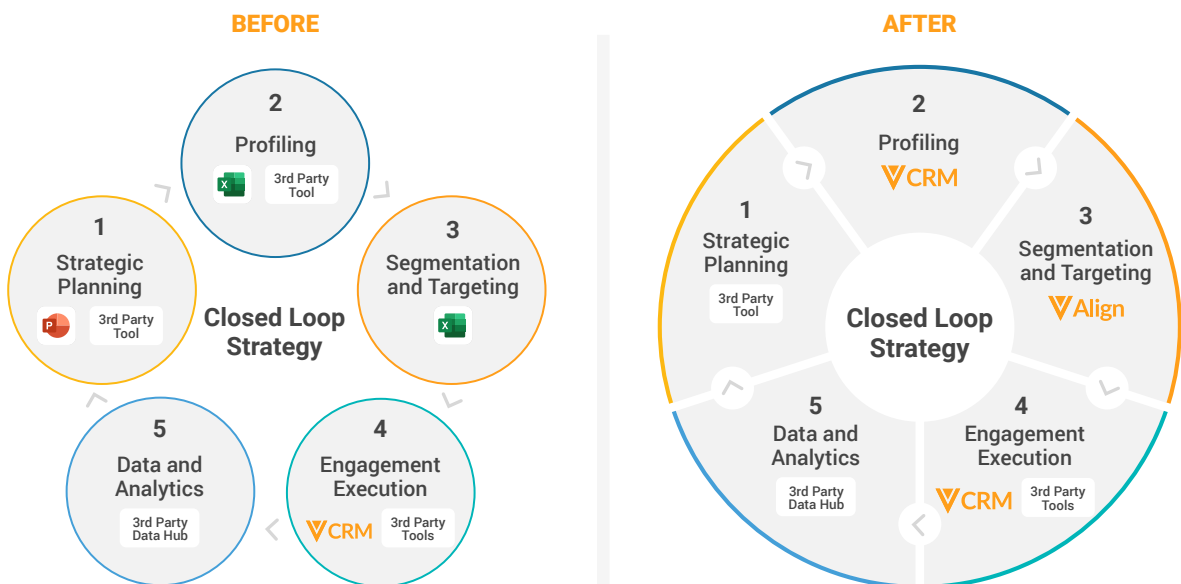 BEFORE
2
Profiling
X
3rd Party
Tool
1
Strategic
Planning
P
3rd Party
Tool
3
Segmentation
and Targeting
X
Closed Loop
Strategy
5
Data and
Analytics
3rd Party
Data Hub
4
Engagement
Execution
CRM
3rd Party
Tools
AFTER
2
Profiling
CRM
1
Strategic
Planning
3rd Party
Tool
3
Segmentation
and Targeting
Align
Closed Loop
Strategy
5
Data and
Analytics
3rd Party
Data Hub
4
Engagement
Execution
CRM
3rd Party
Tools